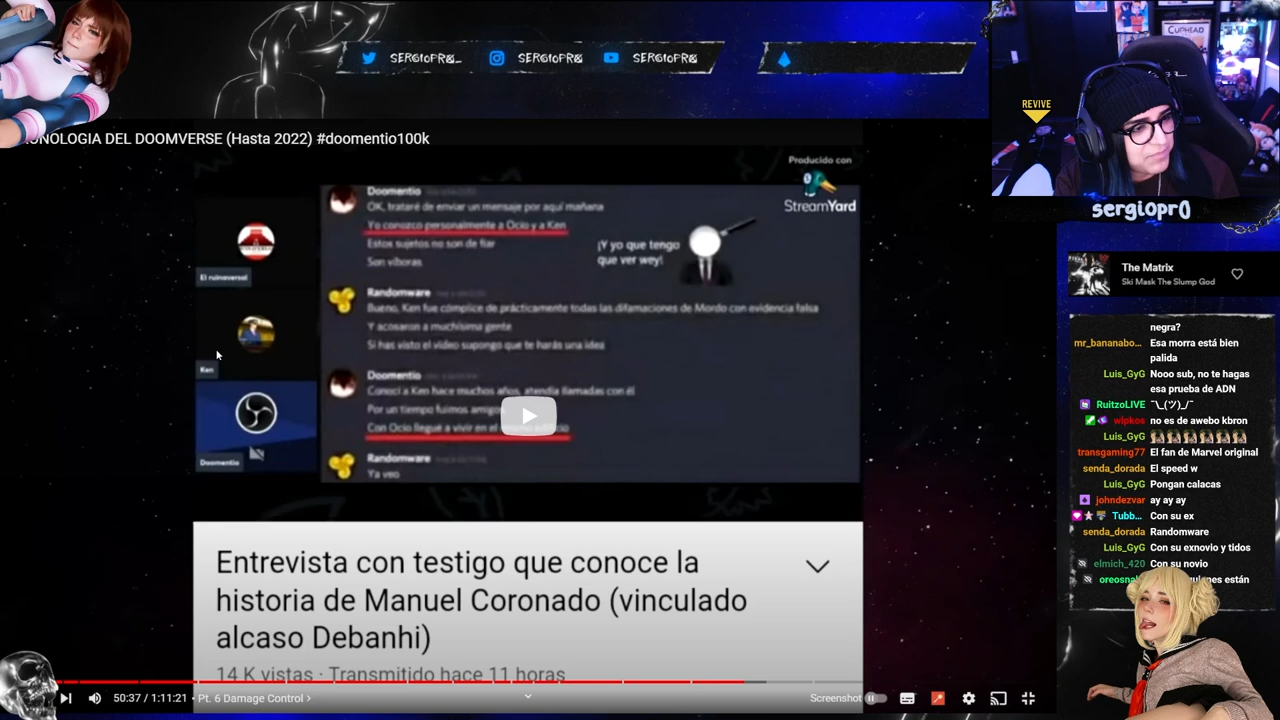 SERGIOPR0_
SERGIOPR0
SERGIOPR0
CUPHEAD
REVIVE
NOLOGIA DEL DOOMVERSE (Hasta 2022) #doomentio100k
Producido con
StreamYard
sergiopr0
Doomentio
OK, trataré de enviar un mensaje por aquí mañana
Yo conozco personalmente a Ocio y a Ken
Estos sujetos no son de fiar
Son víboras
¡Y yo que tengo
que ver wey!
El ruinaversal
Randomware
Bueno, Ken fue cómplice de prácticamente todas las difamaciones de Mordo con evidencia falsa
Y acosaron a muchísima gente
Si has visto el video supongo que te harás una idea
Ken
Doomentio
Conocí a Ken hace muchos años, atendía llamadas con él
Por un tiempo fuimos amigos
Con Ocio llegué a vivir en el
Doomentio
Randomware
Ya veo
The Matrix
Ski Mask The Slump God
negra?
mr_bananabo... Esa morra está bien
palida
Luis_GyG Nooo sub, no te hagas
esa prueba de ADN
RuitzoLIVE ¯\_(ツ)_/¯
wipkos no es de awebo kbron
Luis_GyG
transgaming77 El fan de Marvel original
senda_dorada El speed w
Luis_GyG Pongan calacas
johndezvar ay ay ay
Tubb... Con su ex
senda_dorada Randomware
Luis_GyG Con su exnovio y tidos
elmich_420 Con su novio
oreosna nes están
Entrevista con testigo que conoce la
historia de Manuel Coronado (vinculado
alcaso Debanhi)
14 K vistas · Transmitido hace 11 horas
50:37 / 1:11:21 • Pt. 6 Damage Control ›
Screenshot